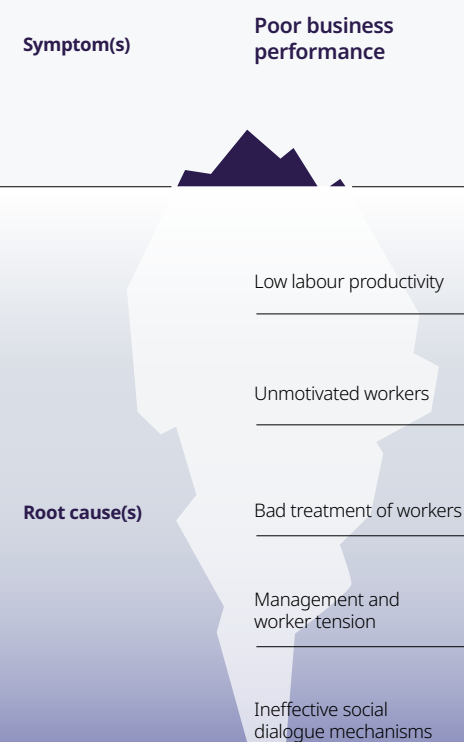 Symptom(s)
Poor business
performance
Low labour productivity
Unmotivated workers
Root cause(s)
Bad treatment of workers
Management and
worker tension
Ineffective social
dialogue mechanisms